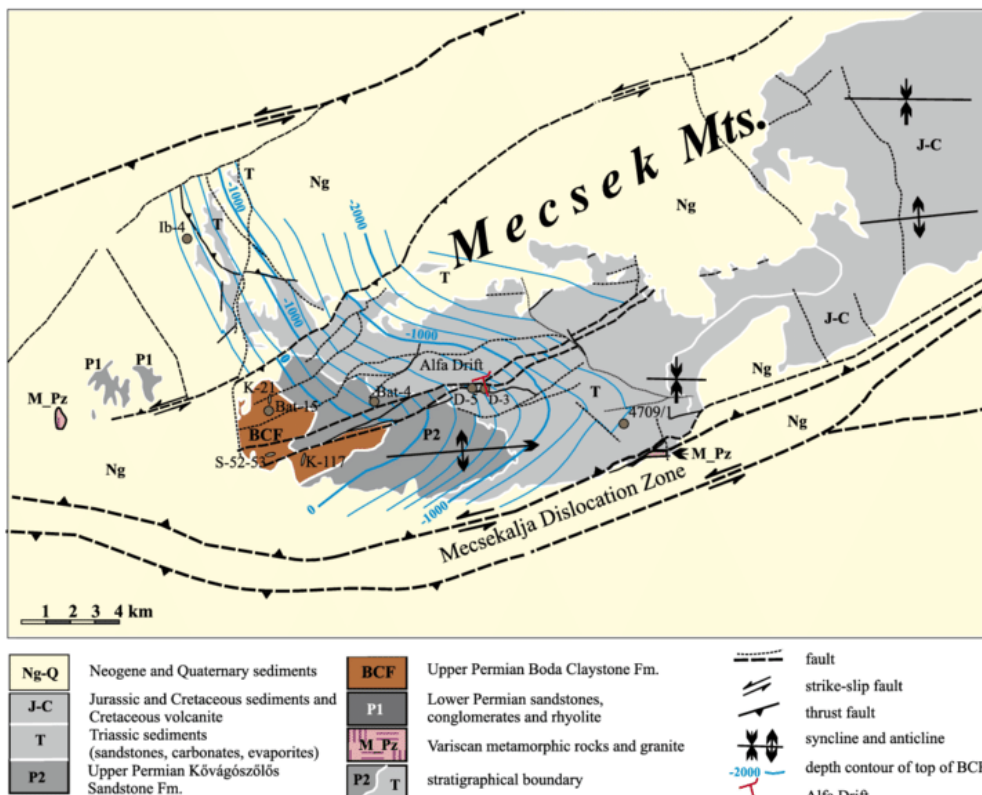 -1000
T
J-C
Ng
Mecsek Mts.
Ib-4
T
-2000
Ng
T
-1000
-1000
J-C
P1
P1
0
Alfa Drift
Ng
K-21
Bat-4
D-5
D-3
T
M_Pz
Bat-15
4709/1
BCF
P2
Ng
S-52-53
K-117
M_Pz
Ng
0
-1000
Mecsekalja Dislocation Zone
1 2 3 4 km
Ng-Q
Neogene and Quaternary sediments
J-C
Jurassic and Cretaceous sediments and
Cretaceous volcanite
T
Triassic sediments
(sandstones, carbonates, evaporites)
P2
Upper Permian Kővágószőlős
Sandstone Fm.
BCF
Upper Permian Boda Claystone Fm.
P1
Lower Permian sandstones,
conglomerates and rhyolite
M_Pz
Variscan metamorphic rocks and granite
P2
T
stratigraphical boundary
fault
strike-slip fault
thrust fault
syncline and anticline
-2000
depth contour of top of BCF
Alfa Drift